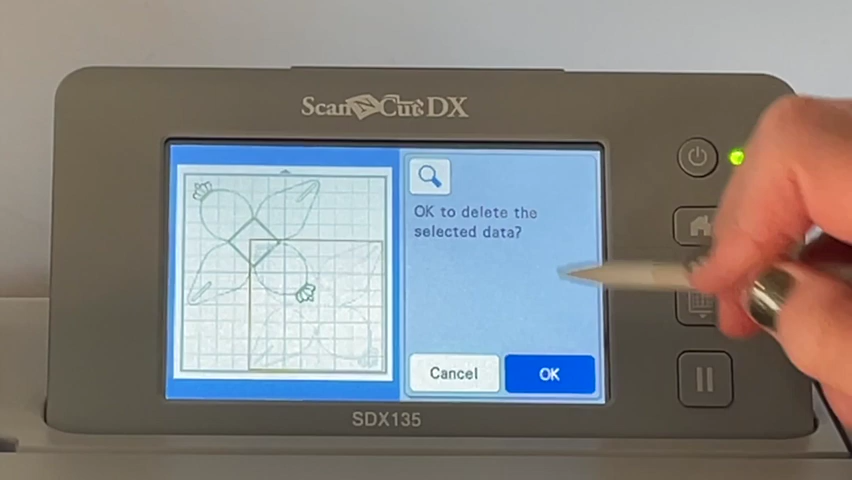 ScanNCut DX
OK to delete the
selected data?
Cancel
OK
SDX135